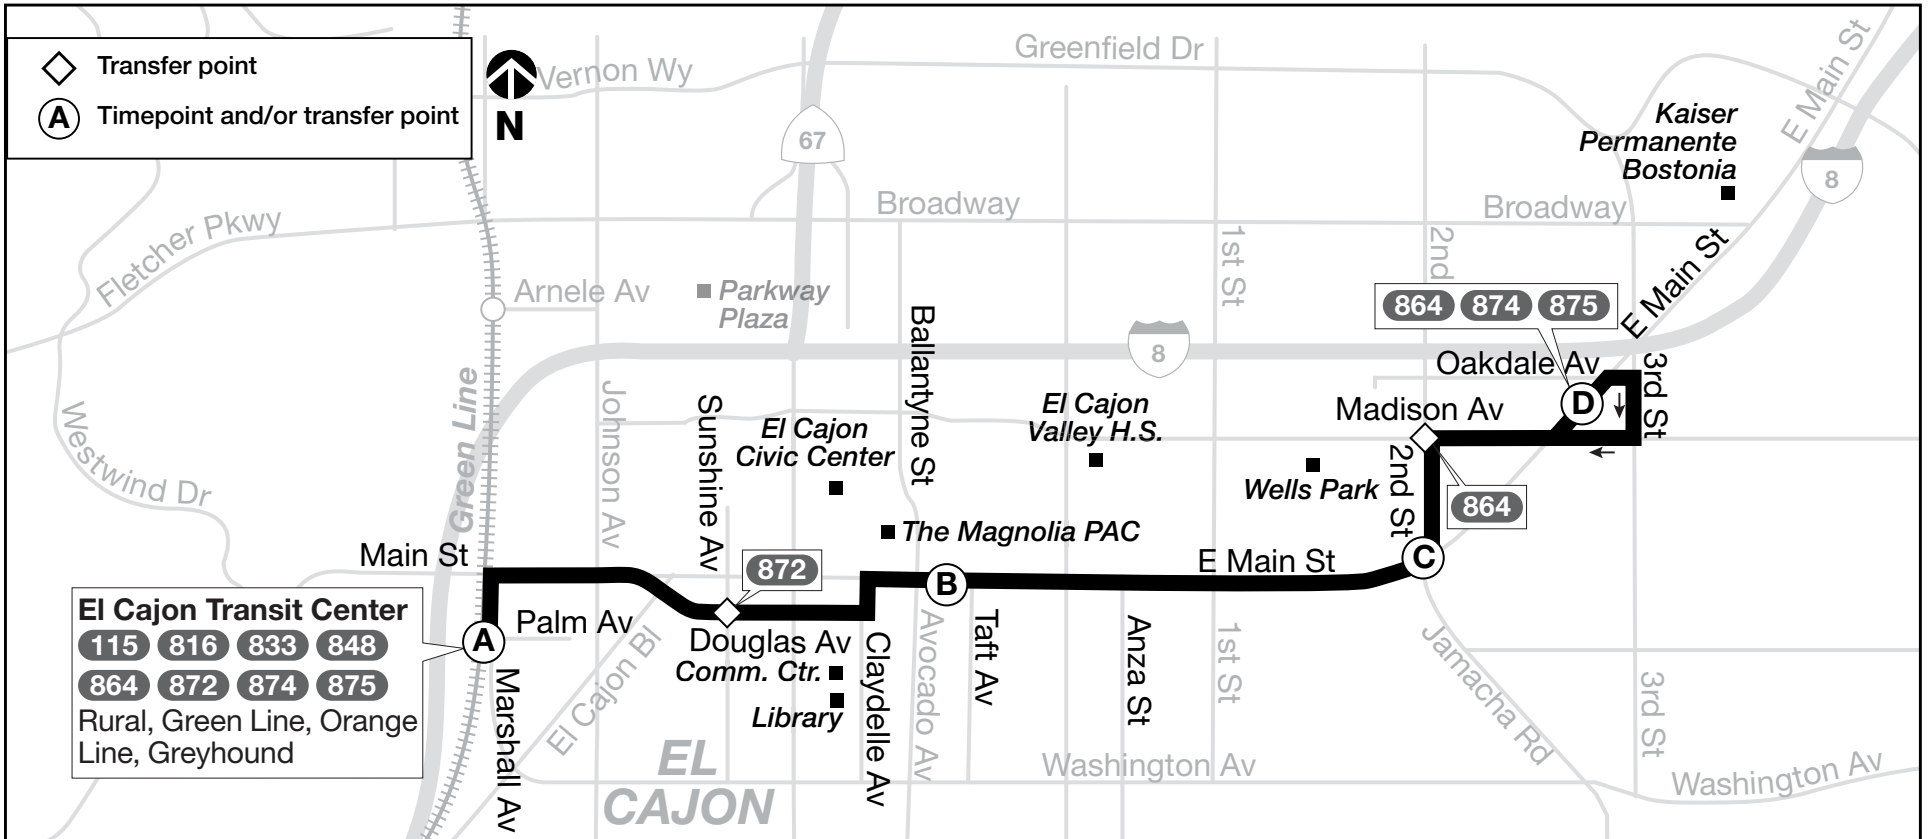 Transfer point
A
Timepoint and/or transfer point
N
Vernon Wy
Greenfield Dr
E Main St
67
Kaiser
Permanente
Bostonia
8
Fletcher Pkwy
Broadway
Broadway
1st St
2nd
E Main St
Arnele Av
Parkway
Plaza
864 874 875
Ballantyne St
8
Oakdale Av
3rd St
Green Line
Johnson Av
Sunshine Av
El Cajon
Civic Center
El Cajon
Valley H.S.
Madison Av
D
Westwind Dr
Wells Park
2nd St
864
The Magnolia PAC
Main St
872
B
E Main St
C
El Cajon Transit Center
115 816 833 848
864 872 874 875
Rural, Green Line, Orange
Line, Greyhound
A
Palm Av
Marshall Av
El Cajon Bl
Douglas Av
Comm. Ctr.
Library
Claydelle Av
Avocado Av
Taft Av
Anza St
1st St
Jamacha Rd
3rd St
EL
CAJON
Washington Av
Washington Av